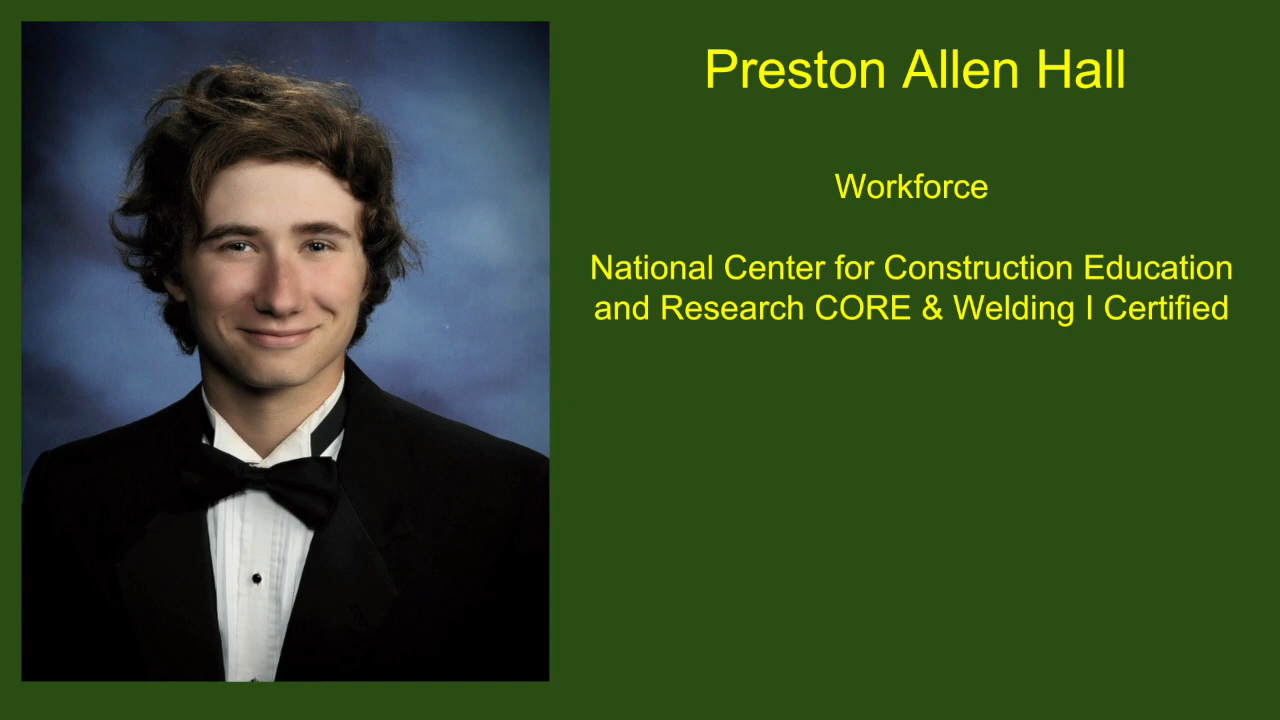 Preston Allen Hall
Workforce
National Center for Construction Education
and Research CORE & Welding I Certified